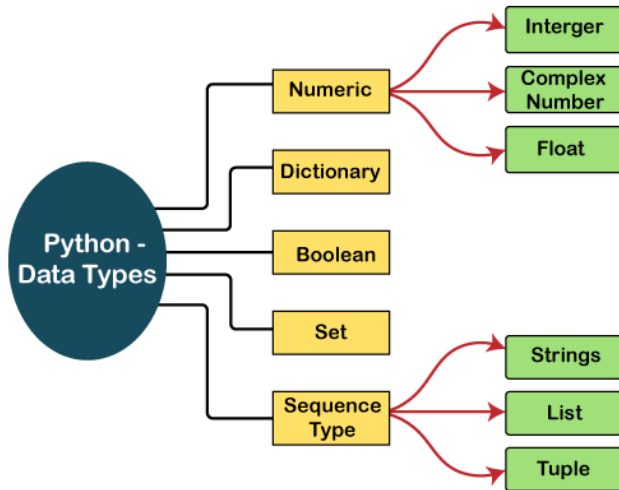 Python -
Data Types
Numeric
Dictionary
Boolean
Set
Sequence
Type
Interger
Complex
Number
Float
Strings
List
Tuple